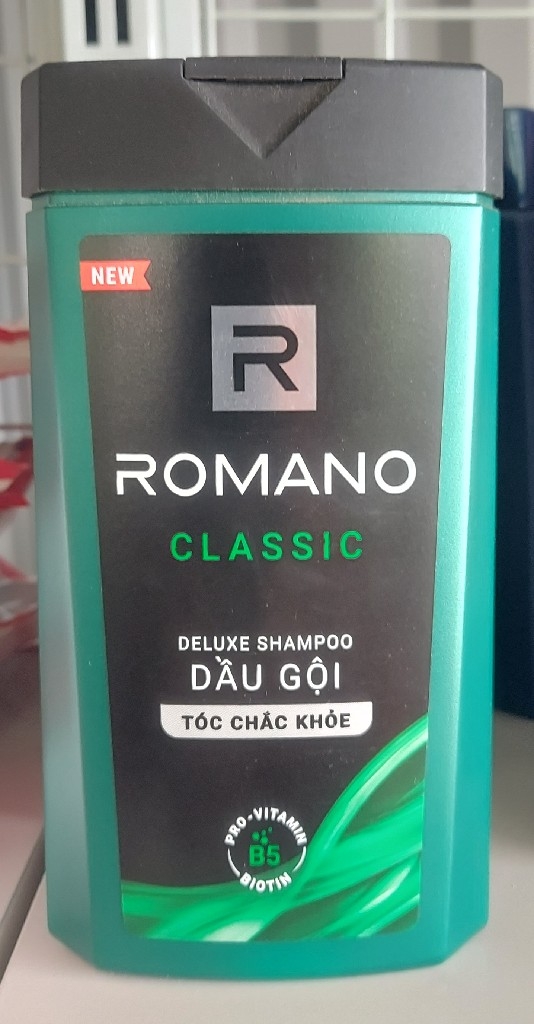 NEW
R
ROMANO
CLASSIC
DELUXE SHAMPOO
DẦU GỘI
TÓC CHẮC KHỎE
PRO-VITAMIN
B5
BIOTIN